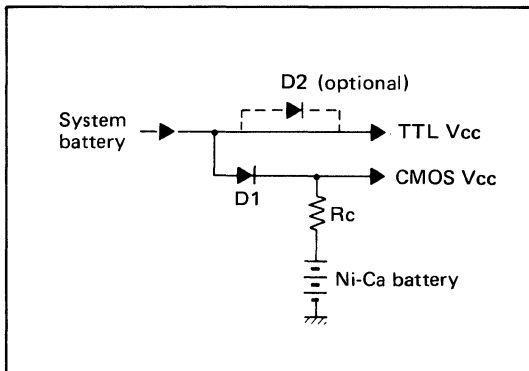 D2 (optional)
System
battery
TTL Vcc
CMOS Vcc
D1
Rc
Ni-Ca battery